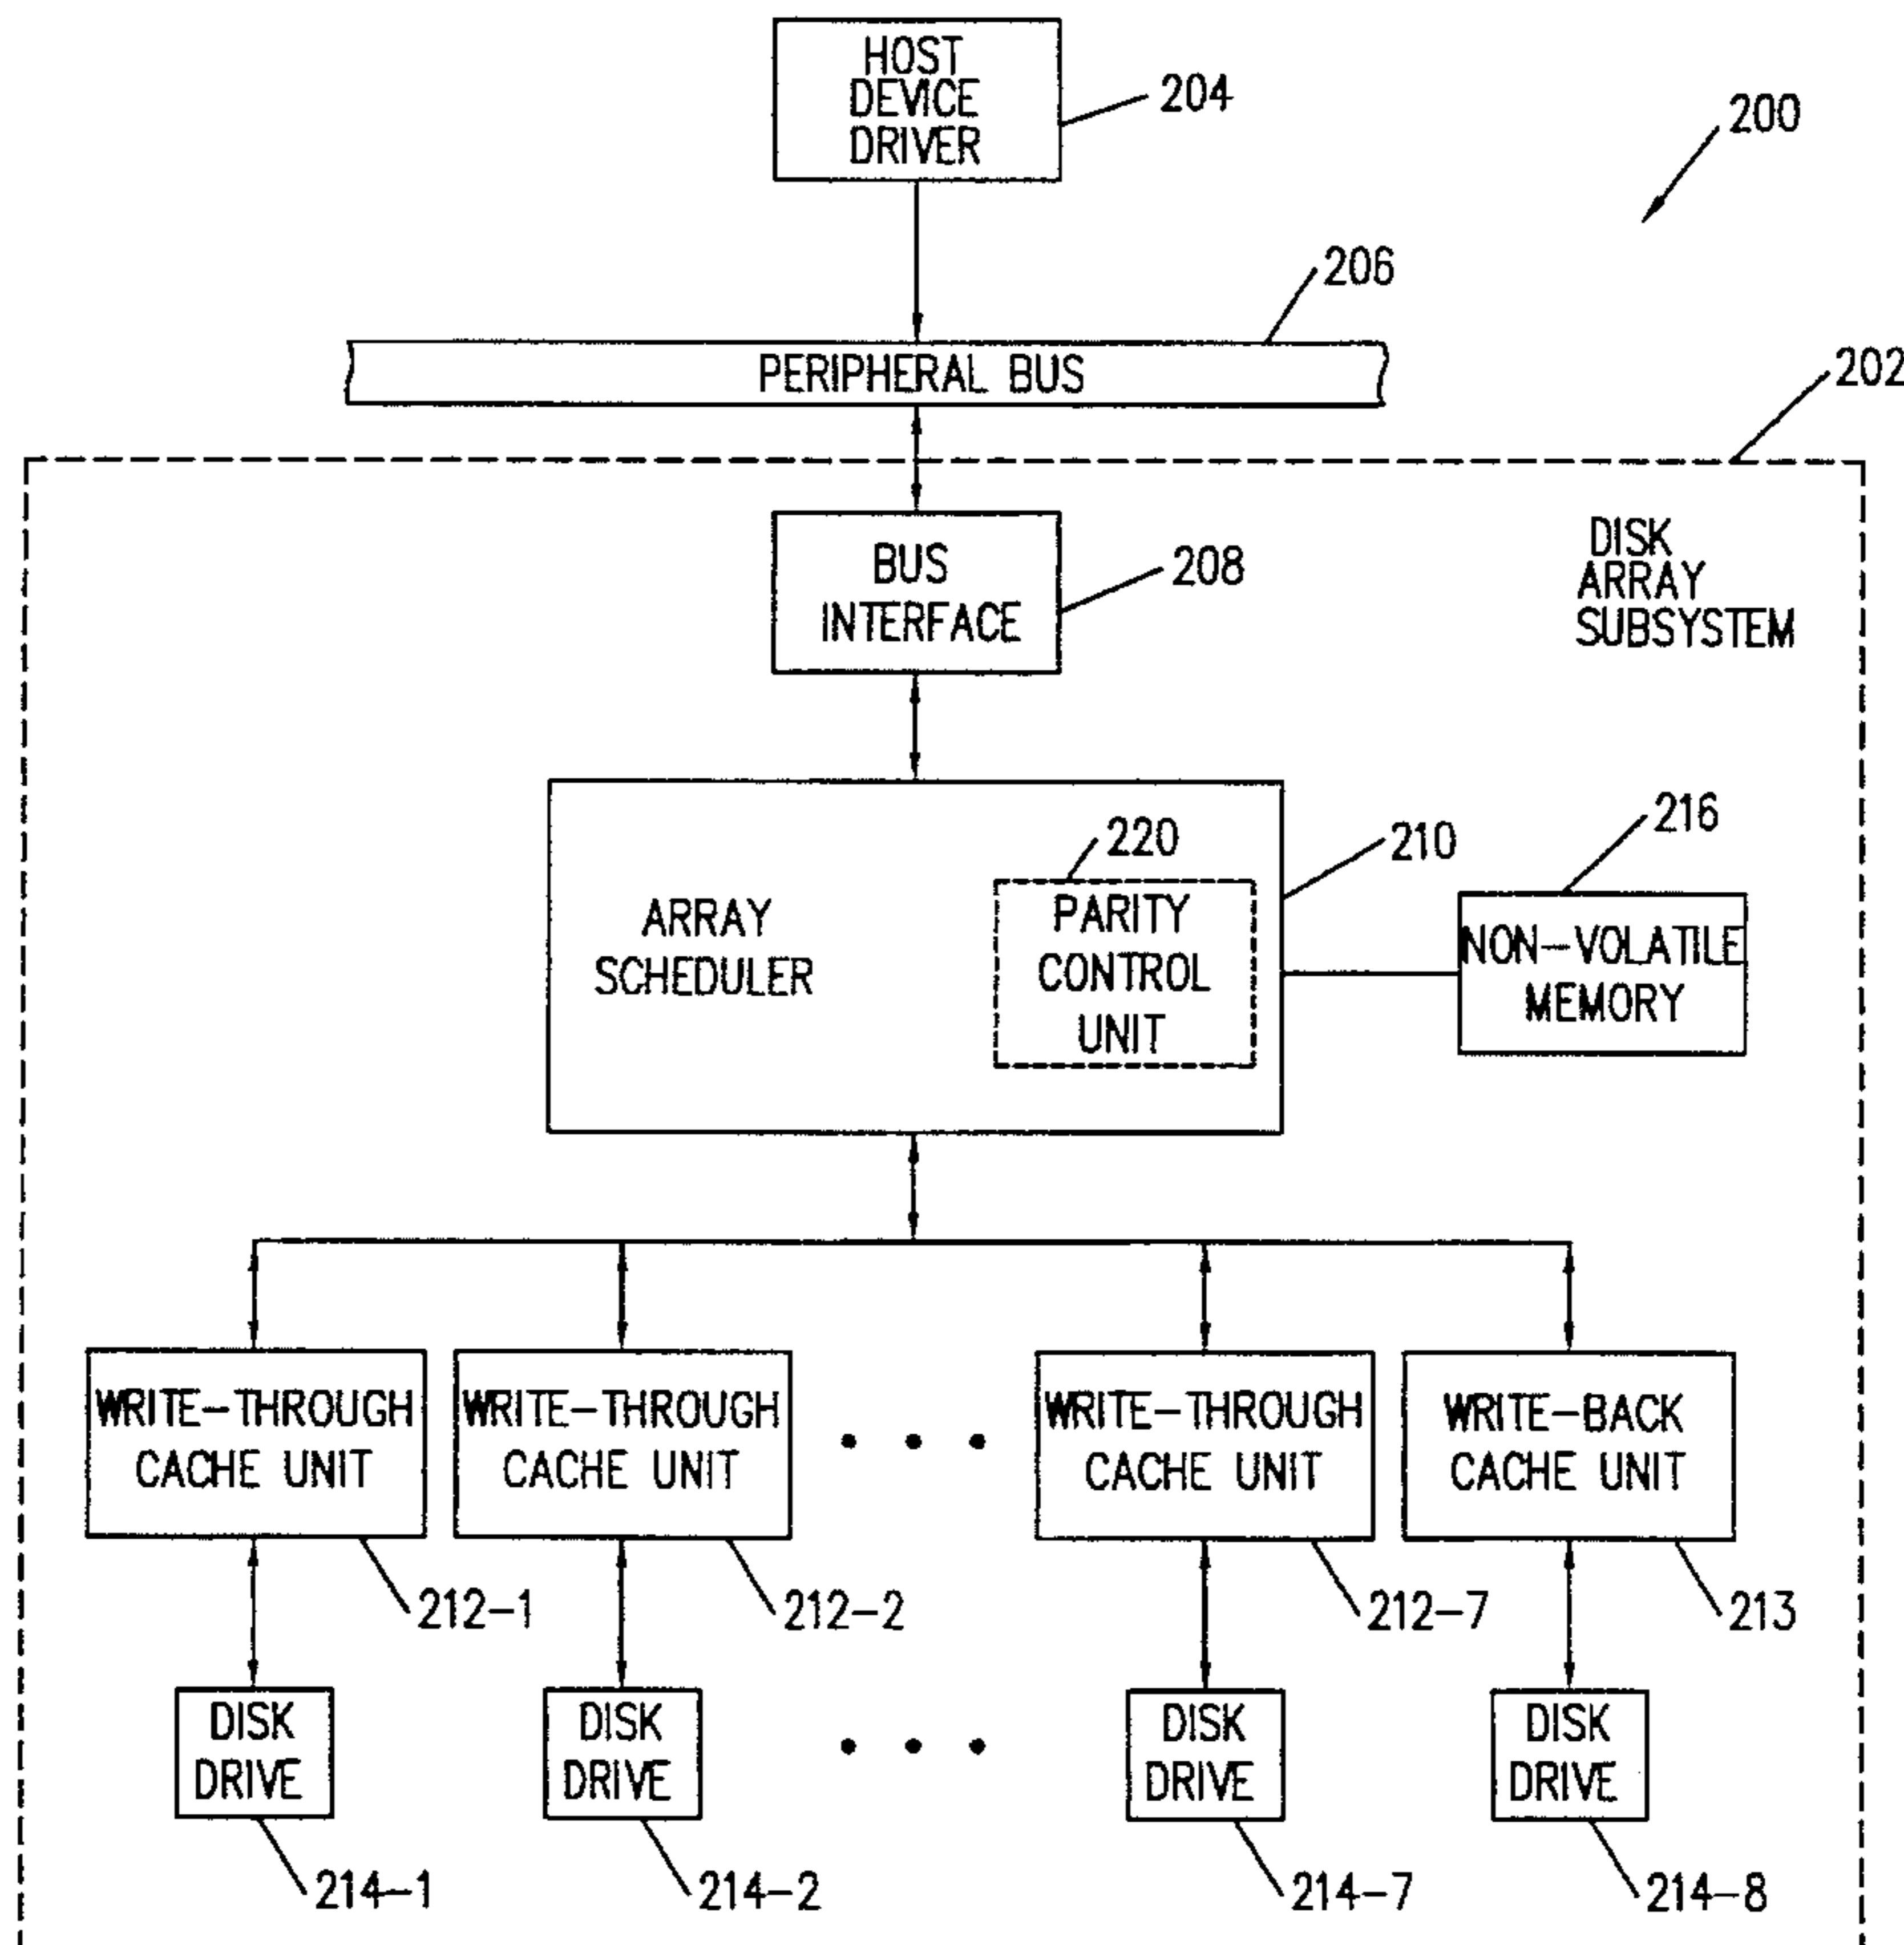 HOST
DEVICE
DRIVER
204
200
206
PERIPHERAL BUS
202
BUS
INTERFACE
208
DISK
ARRAY
SUBSYSTEM
ARRAY
SCHEDULER
220
PARITY
CONTROL
UNIT
210
216
NON-VOLATILE
MEMORY
WRITE-THROUGH
CACHE UNIT
WRITE-THROUGH
CACHE UNIT
WRITE-THROUGH
CACHE UNIT
WRITE-BACK
CACHE UNIT
212-1
212-2
212-7
213
DISK
DRIVE
DISK
DRIVE
DISK
DRIVE
DISK
DRIVE
214-1
214-2
214-7
214-8